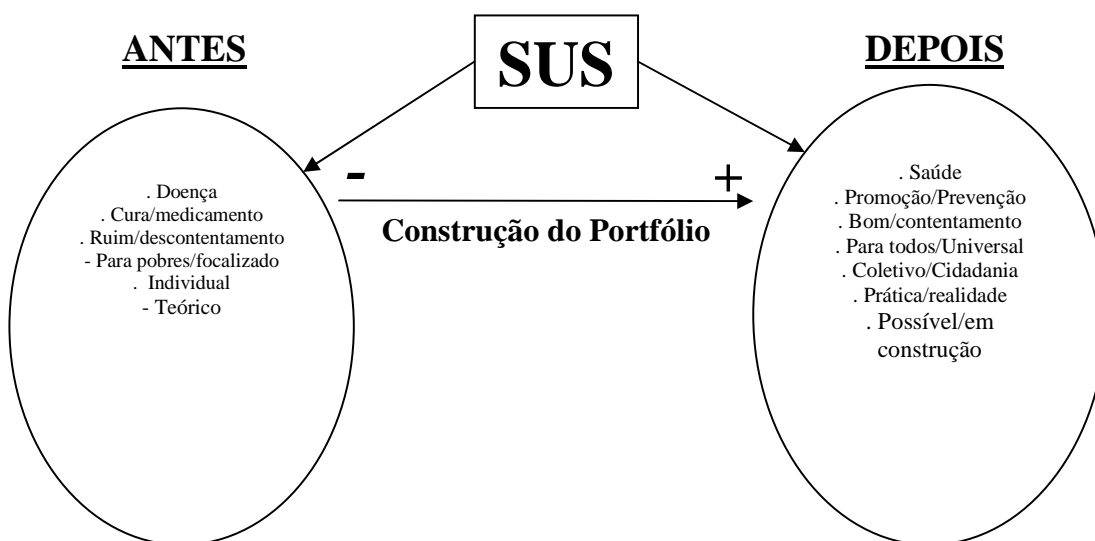 ANTES
SUS
DEPOIS
. Doença
. Cura/medicamento
. Ruim/descontentamento
- Para pobres/focalizado
. Individual
- Teórico
-
+
Construção do Portfólio
. Saúde
. Promoção/Prevenção
. Bom/contentamento
. Para todos/Universal
. Coletivo/Cidadania
. Prática/realidade
. Possível/em
construção